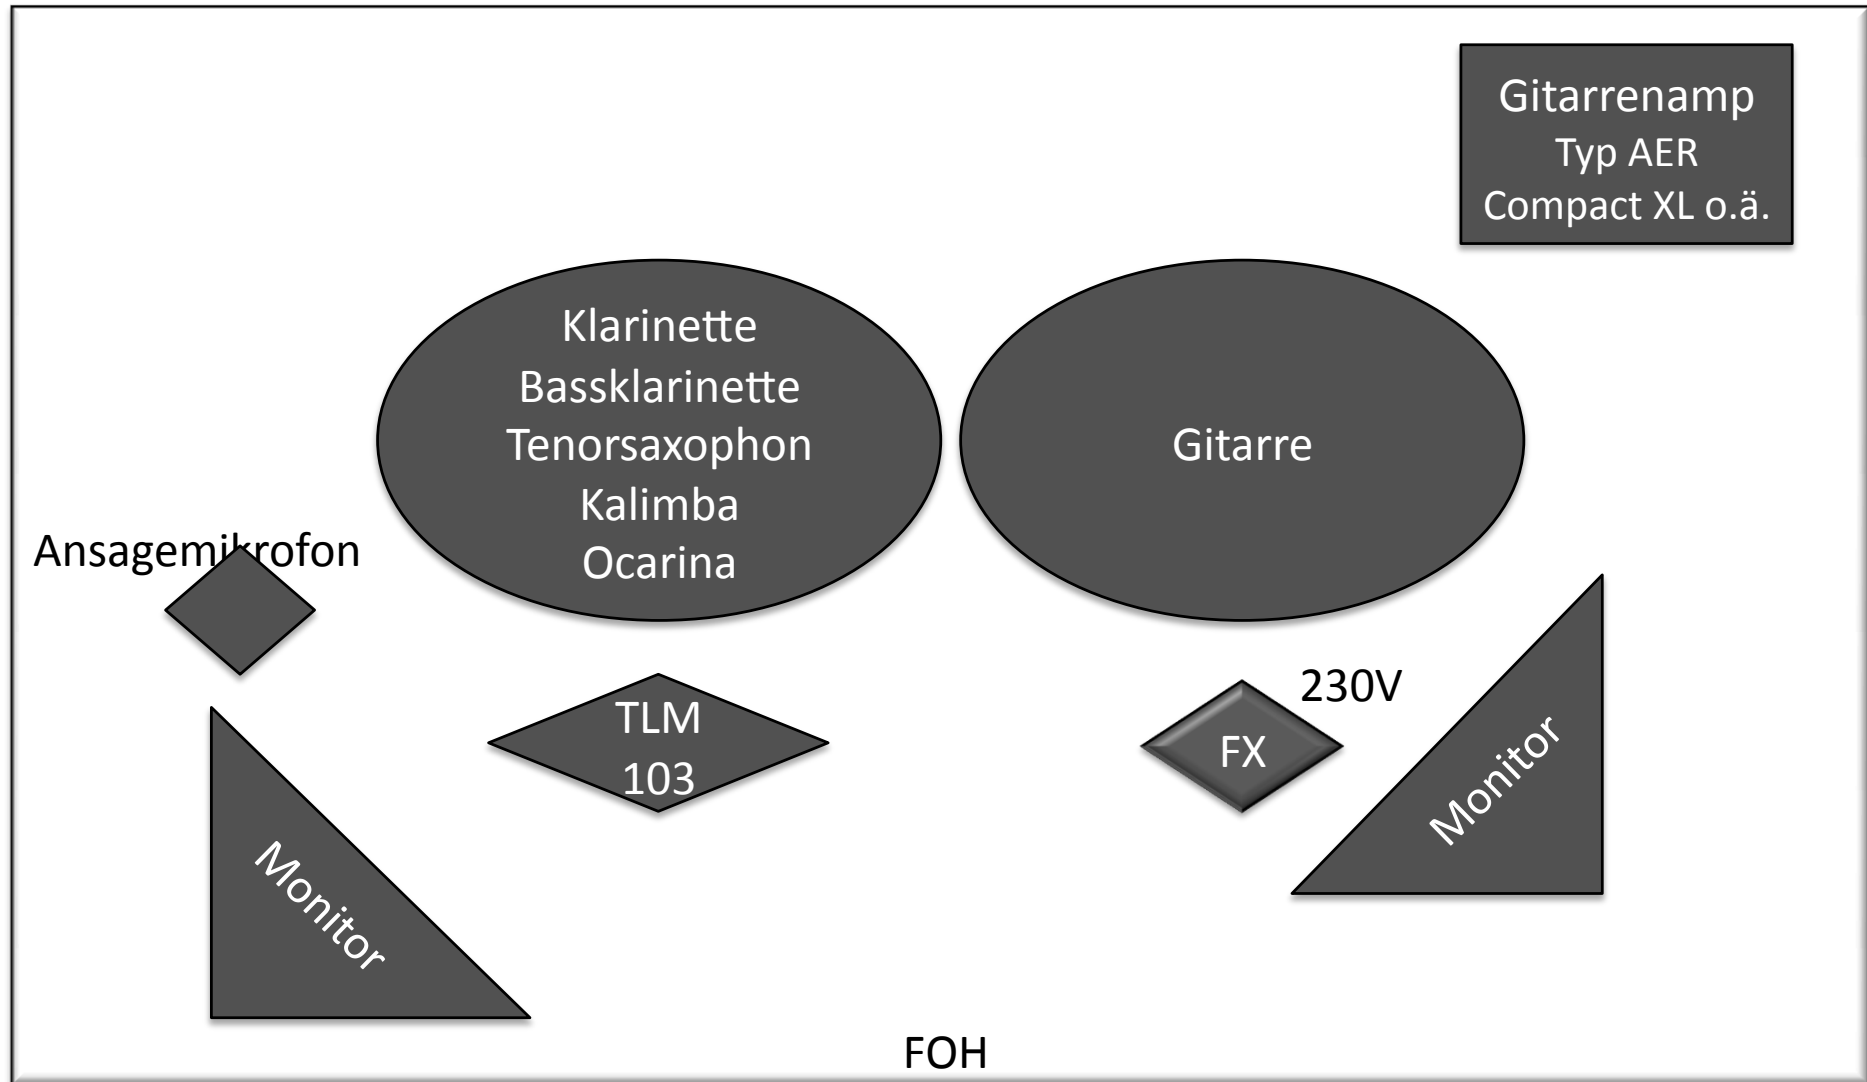 Gitarrenamp
Typ AER
Compact XL o.ä.
Klarinette
Bassklarinette
Tenorsaxophon
Kalimba
Ocarina
Gitarre
Ansagemikrofon
TLM
103
230V
FX
Monitor
Monitor
FOH